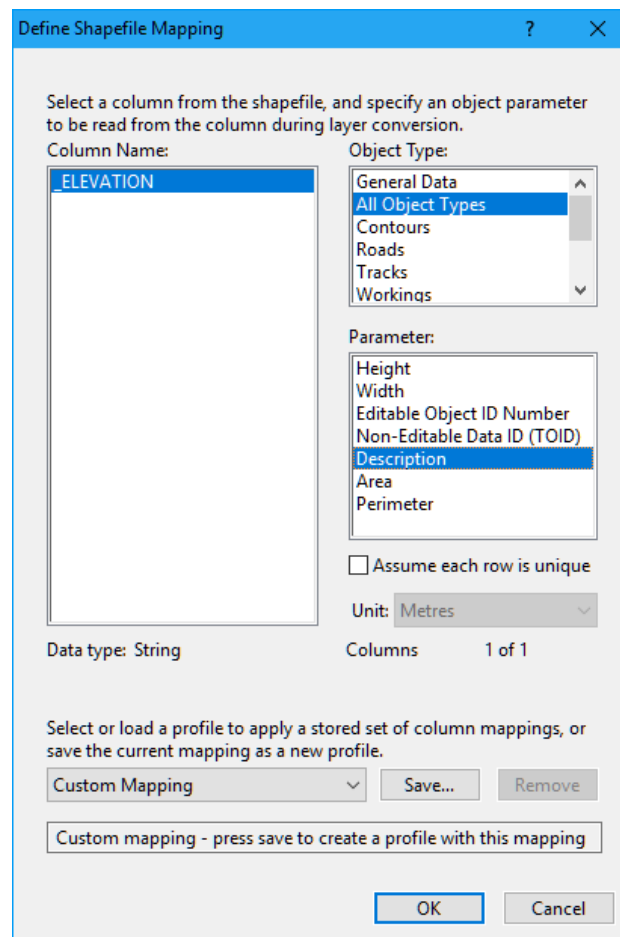 Define Shapefile Mapping
Select a column from the shapefile, and specify an object parameter
to be read from the column during layer conversion.
Column Name:
_ELEVATION
Object Type:
General Data
All Object Types
Contours
Roads
Tracks
Workings
Parameter:
Height
Width
Editable Object ID Number
Non-Editable Data ID (TOID)
Description
Area
Perimeter
Assume each row is unique
Unit: Metres
Data type: String
Columns 1 of 1
Select or load a profile to apply a stored set of column mappings, or
save the current mapping as a new profile.
Custom Mapping
Save...
Remove
Custom mapping - press save to create a profile with this mapping
OK
Cancel